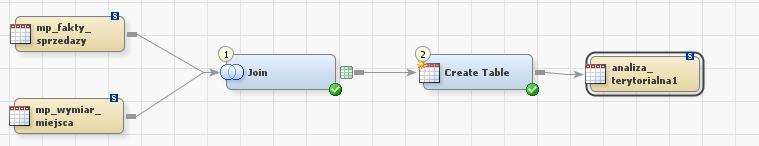 S
mp_fakty_
sprzedazy
S
mp_wymiar_
miejsca
1
Join
2
Create Table
S
analiza_
terytorialna1